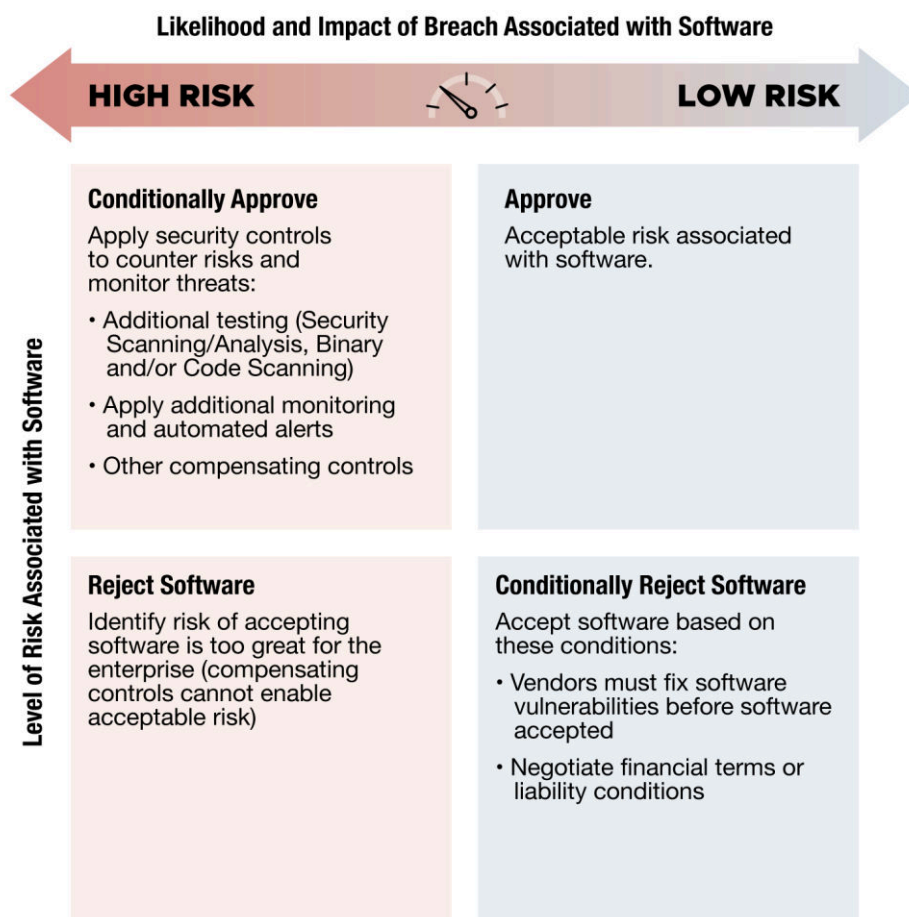 Likelihood and Impact of Breach Associated with Software
HIGH RISK
LOW RISK
Level of Risk Associated with Software
Conditionally Approve
Apply security controls
to counter risks and
monitor threats:
• Additional testing (Security
Scanning/Analysis, Binary
and/or Code Scanning)
• Apply additional monitoring
and automated alerts
• Other compensating controls
Approve
Acceptable risk associated
with software.
Reject Software
Identify risk of accepting
software is too great for the
enterprise (compensating
controls cannot enable
acceptable risk)
Conditionally Reject Software
Accept software based on
these conditions:
• Vendors must fix software
vulnerabilities before software
accepted
• Negotiate financial terms or
liability conditions